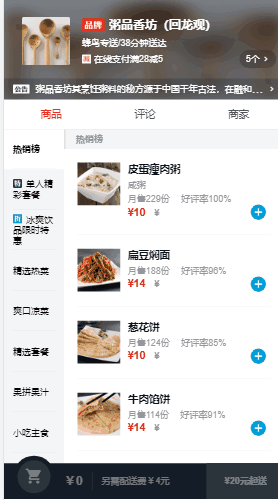 品牌 粥品香坊（回龙观）
蜂鸟专送/38分钟送达
减 在线支付满28减5
5个 >
公告 粥品香坊其烹饪粥料的秘方源于中国千年古法，在融和... >
商品 评论 商家
热销榜
特 单人精彩套餐
折 冰爽饮品限时特惠
精选热菜
爽口凉菜
精选套餐
果拼果汁
小吃主食
热销榜
皮蛋瘦肉粥
咸粥
月售229份 好评率100%
¥10 ¥
扁豆焖面
月售188份 好评率96%
¥14 ¥
葱花饼
月售124份 好评率85%
¥10 ¥
牛肉馅饼
月售114份 好评率91%
¥14 ¥
¥0 另需配送费￥4元 ¥20元起送